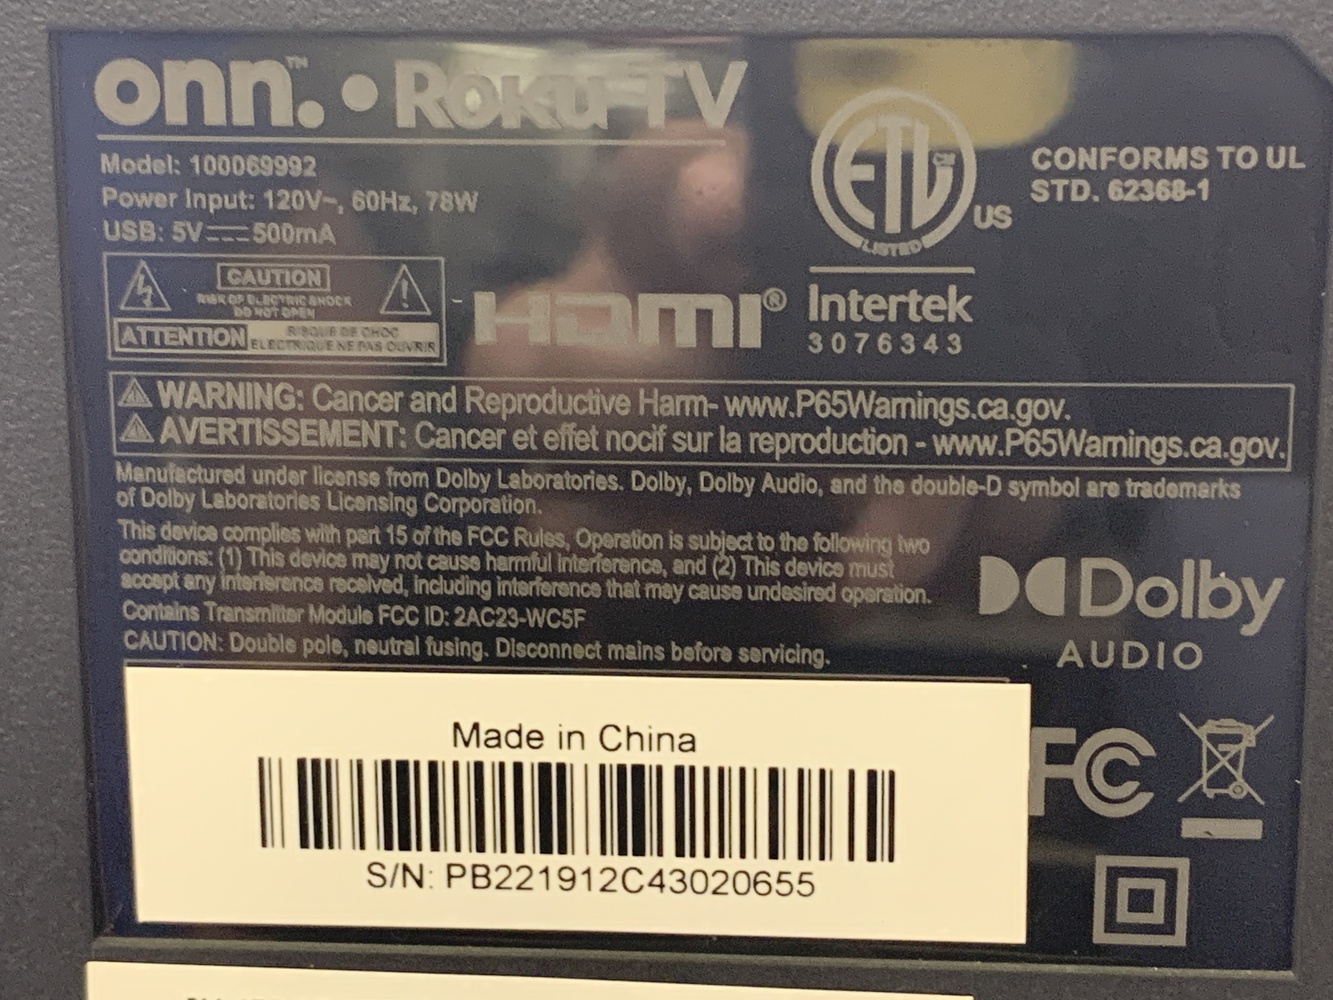 onn.™ • Roku TV
Model: 100069992
Power Input: 120V~, 60Hz, 78W
USB: 5V⎓500mA
CAUTION
RISK OF ELECTRIC SHOCK
DO NOT OPEN
ATTENTION
RISQUE DE CHOC
ELECTRIQUE NE PAS OUVRIR
HDMI®
ETL CM
LISTED
US
CONFORMS TO UL
STD. 62368-1
Intertek
3076343
WARNING: Cancer and Reproductive Harm- www.P65Warnings.ca.gov.
AVERTISSEMENT: Cancer et effet nocif sur la reproduction - www.P65Warnings.ca.gov.
Manufactured under license from Dolby Laboratories. Dolby, Dolby Audio, and the double-D symbol are trademarks
of Dolby Laboratories Licensing Corporation.
This device complies with part 15 of the FCC Rules, Operation is subject to the following two
conditions: (1) This device may not cause harmful interference, and (2) This device must
accept any interference received, including interference that may cause undesired operation.
Contains Transmitter Module FCC ID: 2AC23-WC5F
CAUTION: Double pole, neutral fusing. Disconnect mains before servicing.
Dolby
AUDIO
FC
Made in China
S/N: PB221912C43020655